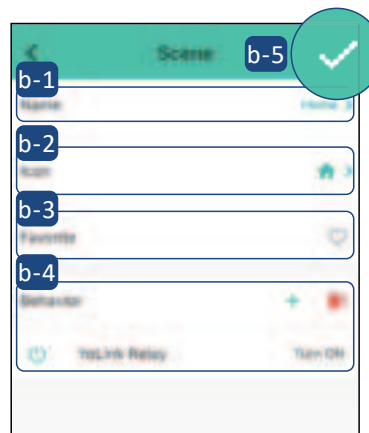 Scene b-5
b-1
Name Home >
b-2
Icon >
b-3
Favorite
b-4
Behavior +
YoLink Relay Turn ON